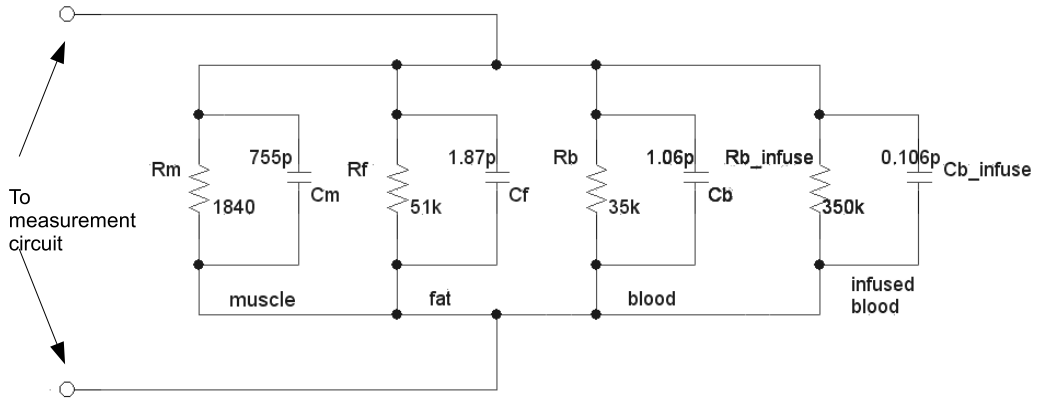 To
measurement
circuit
Rm
1840
755p
Cm
muscle
Rf
51k
1.87p
Cf
fat
Rb
35k
1.06p
Cb
blood
Rb_infuse
350k
0.106p
Cb_infuse
infused
blood